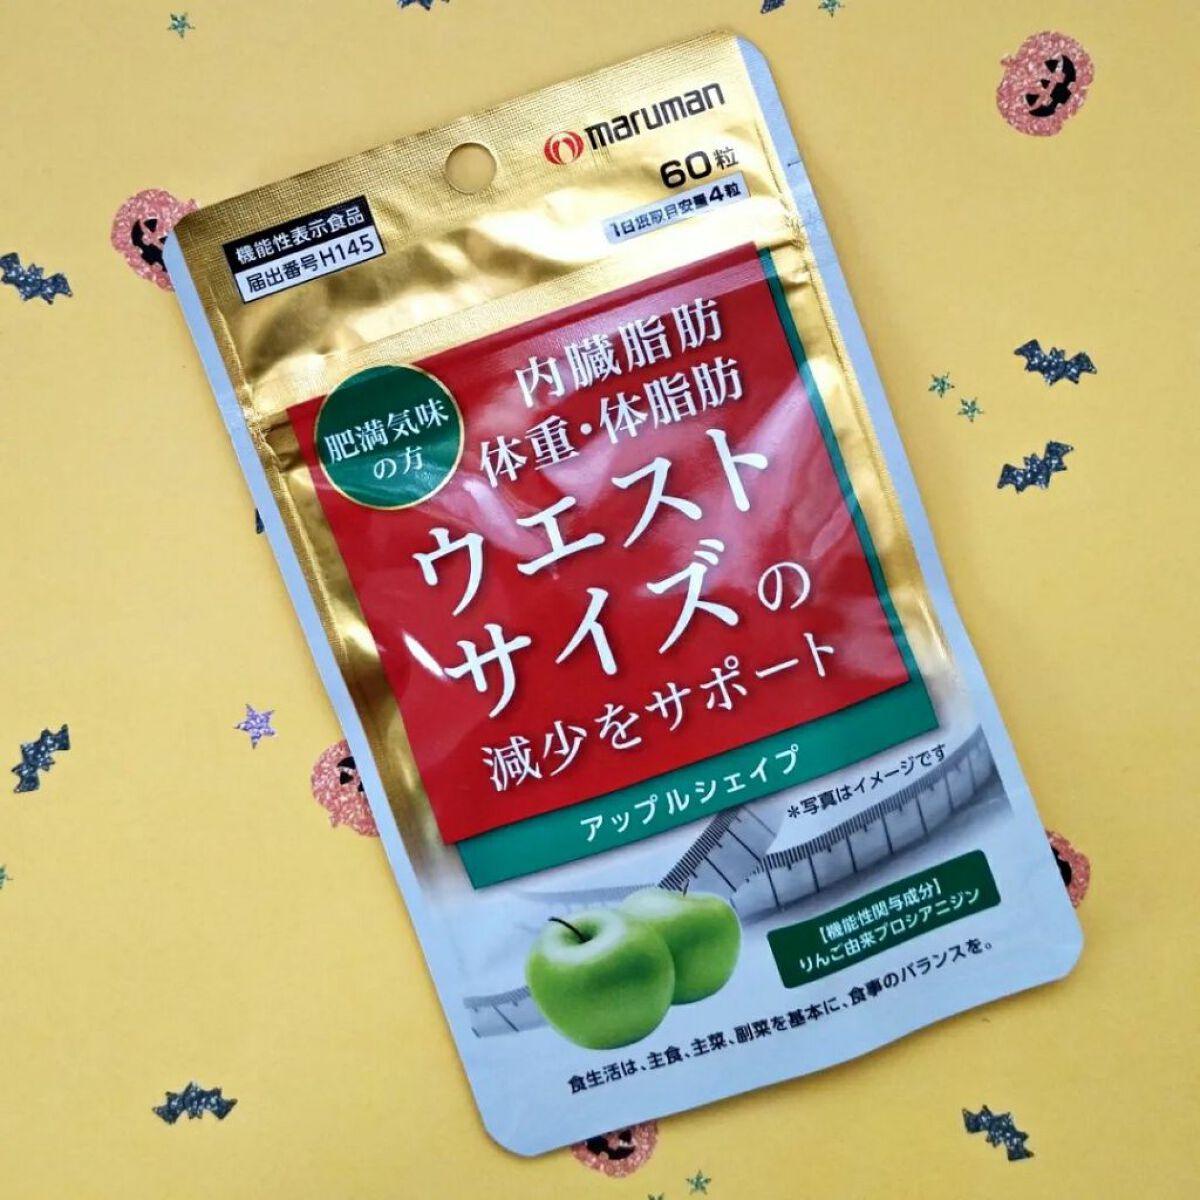 maruman
60粒
1日摂取目安量4粒
機能性表示食品
届出番号H145
肥満気味
の方
内臓脂肪
体重・体脂肪
ウエスト
サイズの
減少をサポート
アップルシェイプ
*写真はイメージです
【機能性関与成分】
りんご由来プロシアニジン
食生活は、主食、主菜、副菜を基本に、食事のバランスを。